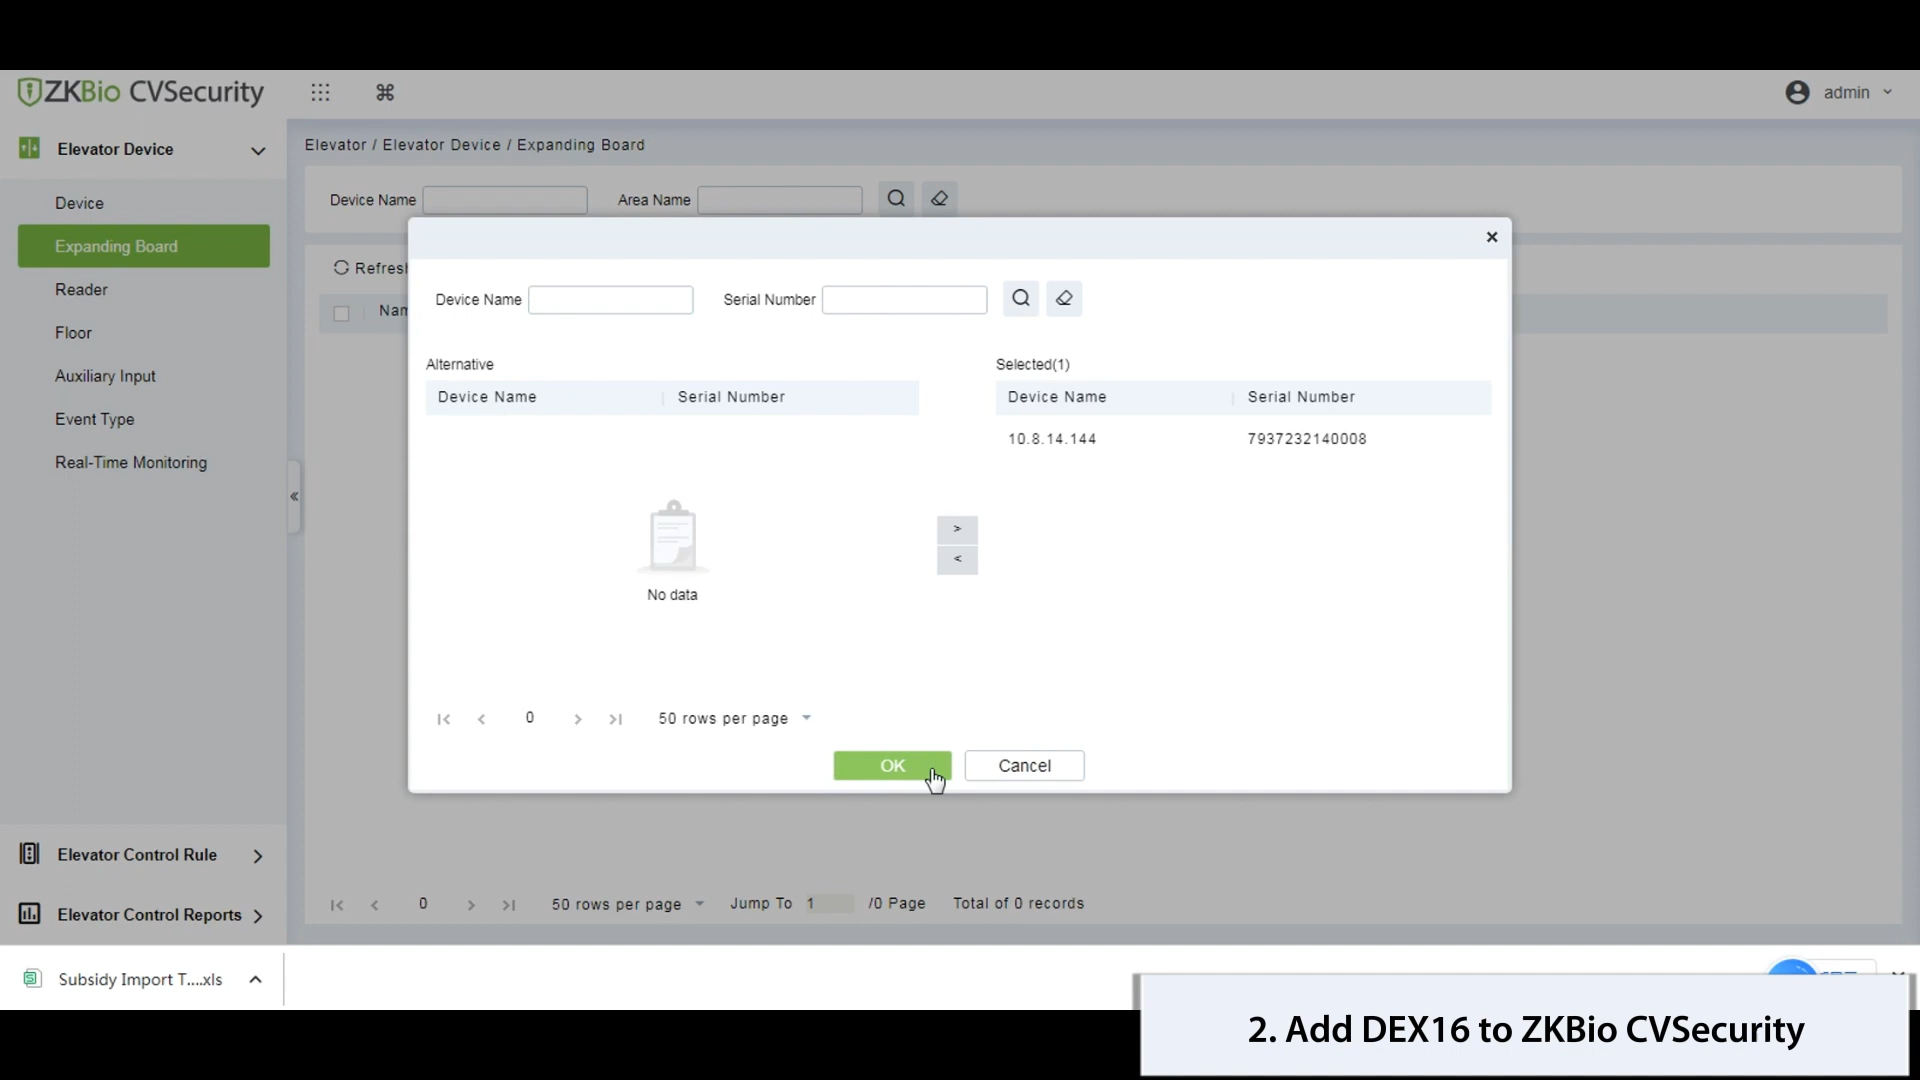 ZKBio CVSecurity
admin
Elevator Device
Elevator / Elevator Device / Expanding Board
Device
Device Name
Area Name
Expanding Board
Reader
Floor
Auxiliary Input
Event Type
Real-Time Monitoring
Device Name
Serial Number
Alternative
Selected(1)
Device Name
Serial Number
Device Name
Serial Number
10.8.14.144
7937232140008
>
<
No data
0
50 rows per page
OK
Cancel
Elevator Control Rule
Elevator Control Reports
0
50 rows per page
Jump To
1
/0 Page
Total of 0 records
Subsidy Import T....xls
2. Add DEX16 to ZKBio CVSecurity